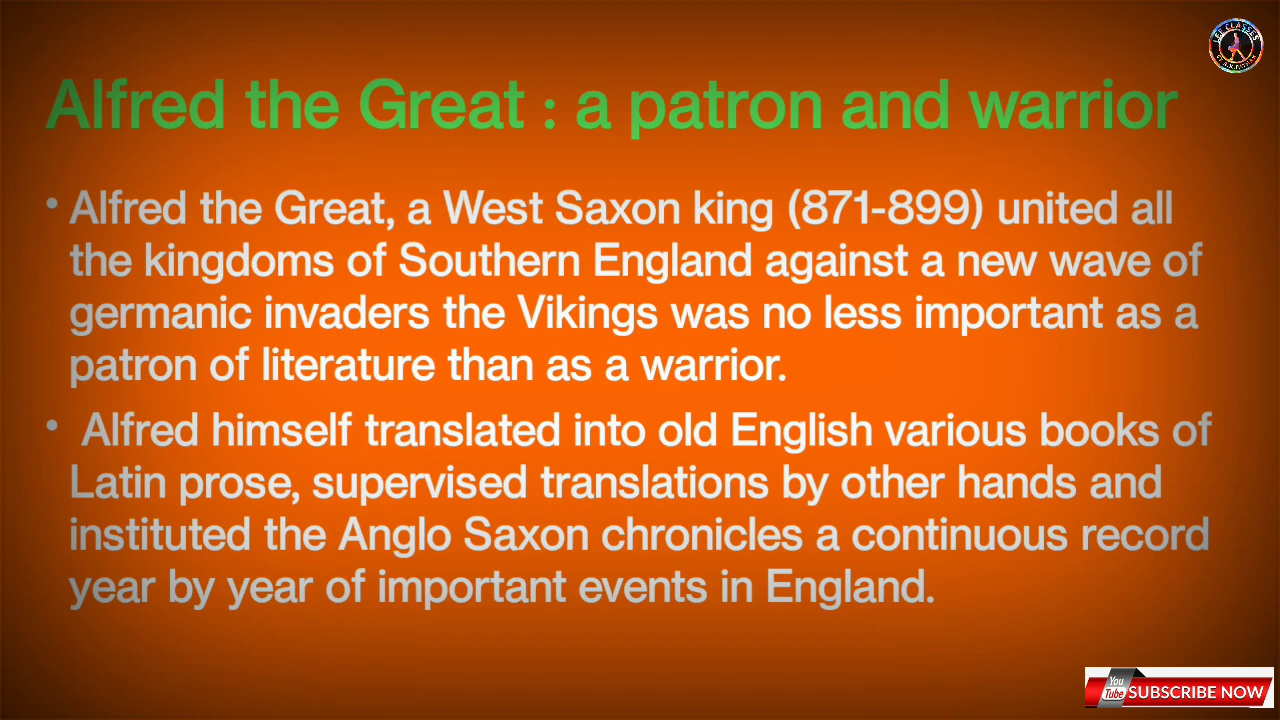 Alfred the Great : a patron and warrior
• Alfred the Great, a West Saxon king (871-899) united all
the kingdoms of Southern England against a new wave of
germanic invaders the Vikings was no less important as a
patron of literature than as a warrior.
• Alfred himself translated into old English various books of
Latin prose, supervised translations by other hands and
instituted the Anglo Saxon chronicles a continuous record
year by year of important events in England.
You
Tube
SUBSCRIBE NOW